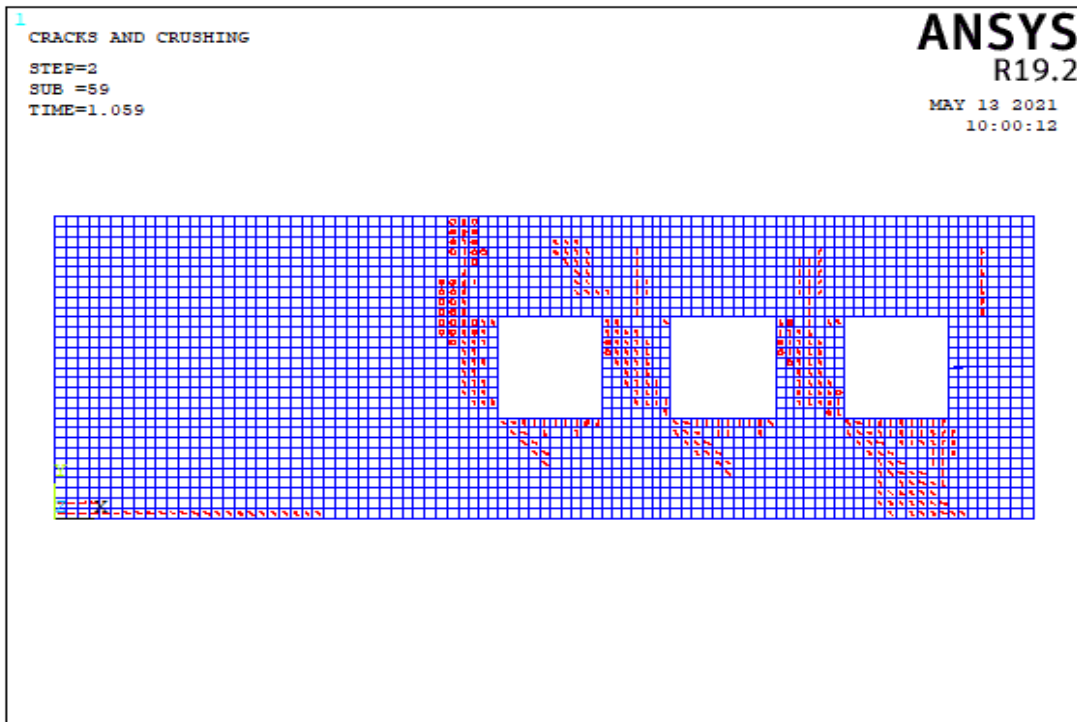 1
CRACKS AND CRUSHING
STEP=2
SUB =59
TIME=1.059
ANSYS
R19.2
MAY 13 2021
10:00:12
Y
Z X